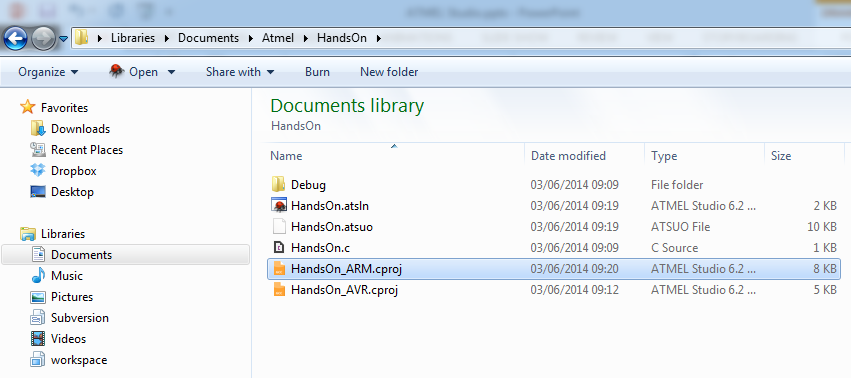 ATMEL Studio.pptx - PowerPoint
Libraries Documents Atmel HandsOn
Organize Open Share with Burn New folder
Favorites
Downloads
Recent Places
Dropbox
Desktop
Libraries
Documents
Music
Pictures
Subversion
Videos
workspace
Documents library
HandsOn
Name Date modified Type Size
Debug 03/06/2014 09:09 File folder
HandsOn.atsln 03/06/2014 09:19 ATMEL Studio 6.2 ... 2 KB
HandsOn.atsuo 03/06/2014 09:19 ATSUO File 10 KB
HandsOn.c 03/06/2014 09:09 C Source 1 KB
HandsOn_ARM.cproj 03/06/2014 09:20 ATMEL Studio 6.2 ... 8 KB
HandsOn_AVR.cproj 03/06/2014 09:12 ATMEL Studio 6.2 ... 5 KB